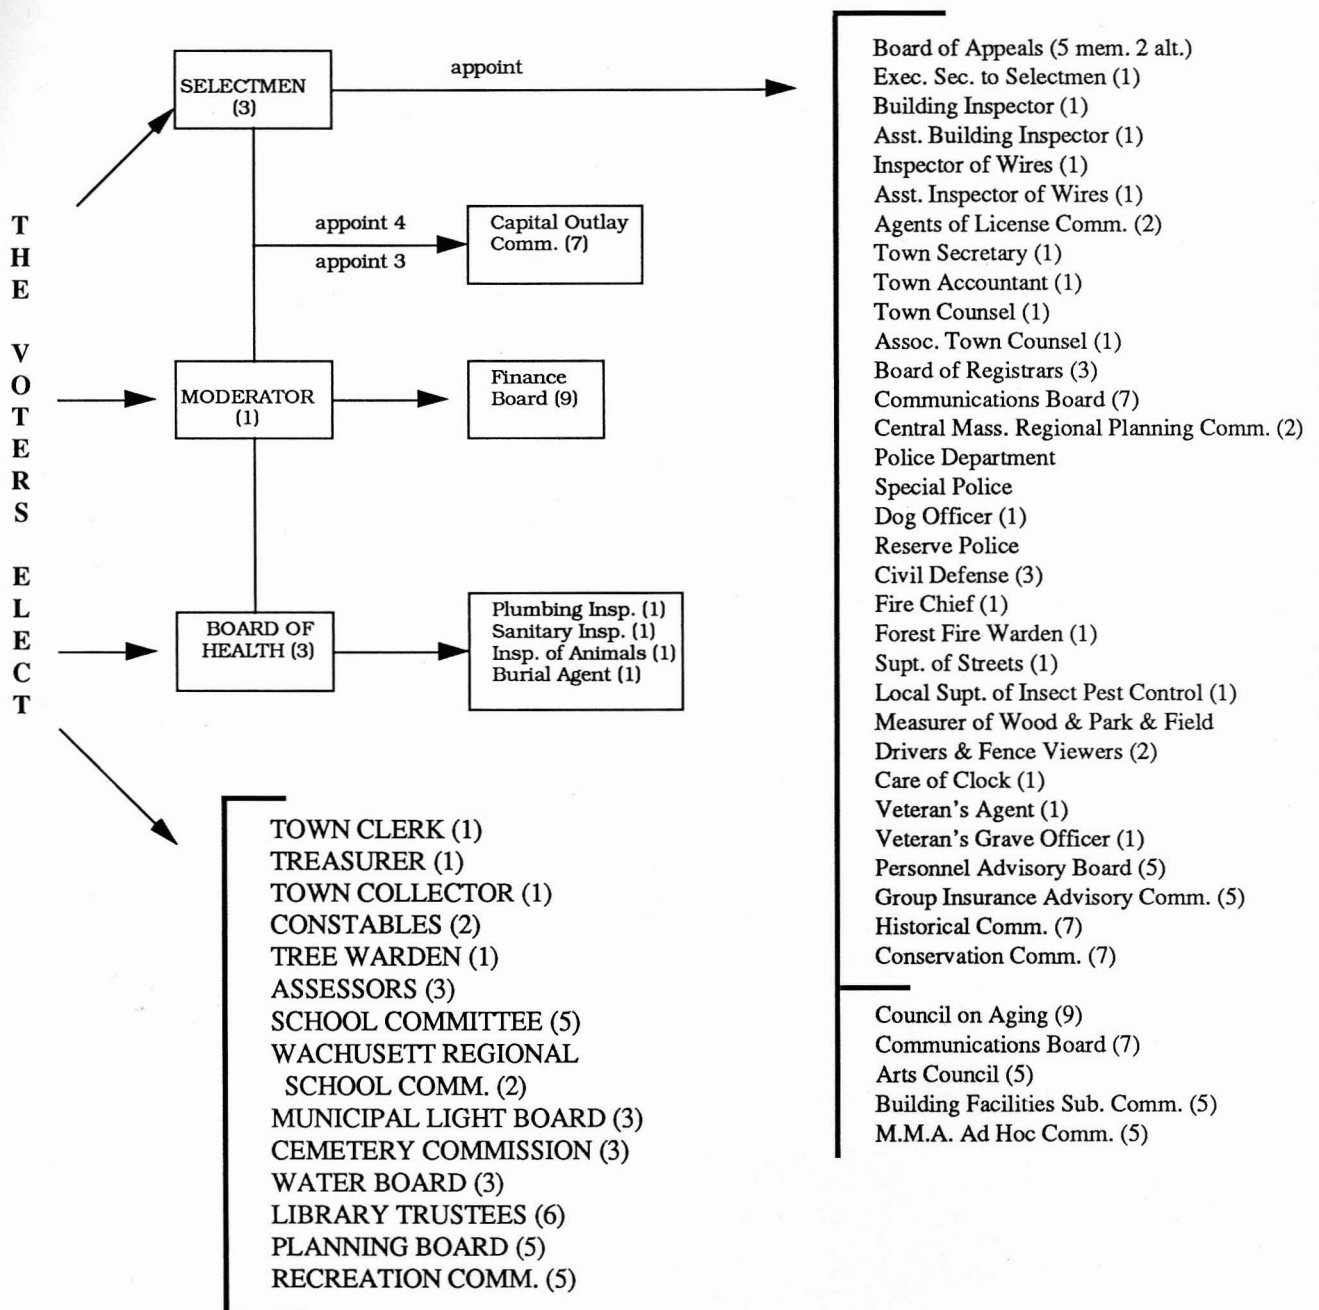 THE VOTERS ELECT
SELECTMEN
(3)
appoint
appoint 4
appoint 3
Capital Outlay
Comm. (7)
MODERATOR
(1)
Finance
Board (9)
BOARD OF
HEALTH (3)
Plumbing Insp. (1)
Sanitary Insp. (1)
Insp. of Animals (1)
Burial Agent (1)
TOWN CLERK (1)
TREASURER (1)
TOWN COLLECTOR (1)
CONSTABLES (2)
TREE WARDEN (1)
ASSESSORS (3)
SCHOOL COMMITTEE (5)
WACHUSETT REGIONAL
SCHOOL COMM. (2)
MUNICIPAL LIGHT BOARD (3)
CEMETERY COMMISSION (3)
WATER BOARD (3)
LIBRARY TRUSTEES (6)
PLANNING BOARD (5)
RECREATION COMM. (5)
Board of Appeals (5 mem. 2 alt.)
Exec. Sec. to Selectmen (1)
Building Inspector (1)
Asst. Building Inspector (1)
Inspector of Wires (1)
Asst. Inspector of Wires (1)
Agents of License Comm. (2)
Town Secretary (1)
Town Accountant (1)
Town Counsel (1)
Assoc. Town Counsel (1)
Board of Registrars (3)
Communications Board (7)
Central Mass. Regional Planning Comm. (2)
Police Department
Special Police
Dog Officer (1)
Reserve Police
Civil Defense (3)
Fire Chief (1)
Forest Fire Warden (1)
Supt. of Streets (1)
Local Supt. of Insect Pest Control (1)
Measurer of Wood & Park & Field
Drivers & Fence Viewers (2)
Care of Clock (1)
Veteran's Agent (1)
Veteran's Grave Officer (1)
Personnel Advisory Board (5)
Group Insurance Advisory Comm. (5)
Historical Comm. (7)
Conservation Comm. (7)
Council on Aging (9)
Communications Board (7)
Arts Council (5)
Building Facilities Sub. Comm. (5)
M.M.A. Ad Hoc Comm. (5)